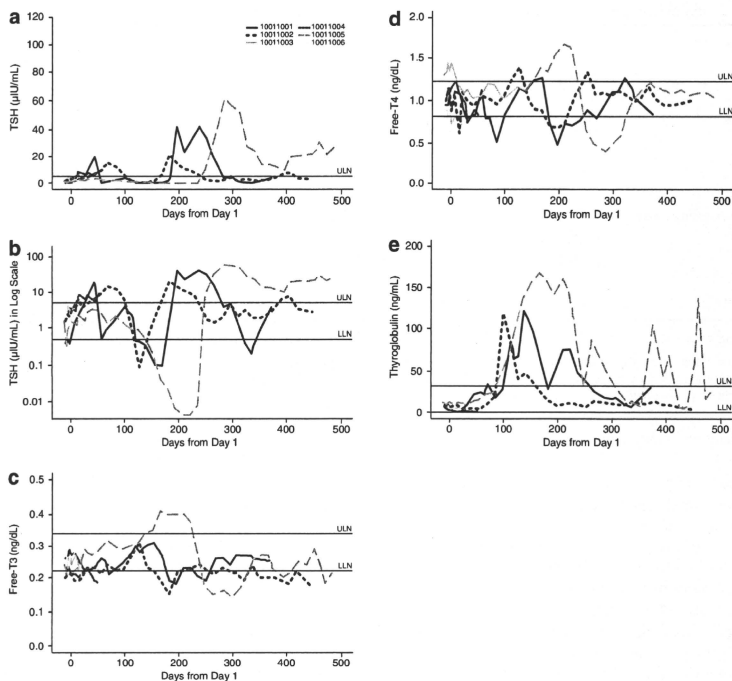 a
120
100
80
60
40
20
0
TSH (µIU/mL)
10011001 10011004
10011002 10011005
10011003 10011006
ULN
0 100 200 300 400 500
Days from Day 1
b
100
10
1
0.1
0.01
TSH (µIU/mL) in Log Scale
ULN
LLN
0 100 200 300 400 500
Days from Day 1
c
0.5
0.4
0.3
0.2
0.1
0.0
Free-T3 (ng/dL)
ULN
LLN
0 100 200 300 400 500
Days from Day 1
d
2.0
1.5
1.0
0.5
0.0
Free-T4 (ng/dL)
ULN
LLN
0 100 200 300 400 500
Days from Day 1
e
200
150
100
50
0
Thyroglobulin (ng/mL)
ULN
LLN
0 100 200 300 400 500
Days from Day 1